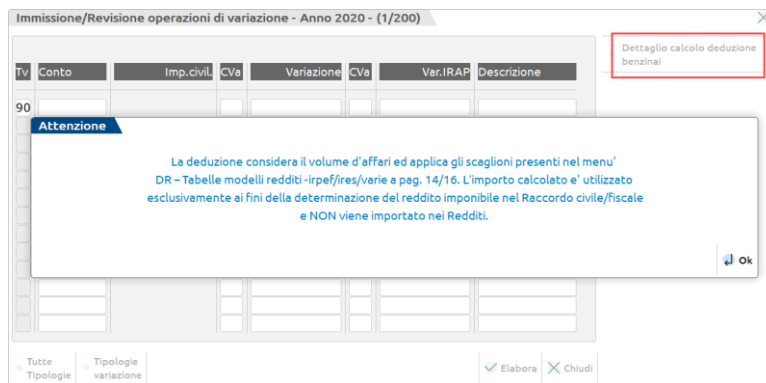 Immissione/Revisione operazioni di variazione - Anno 2020 - (1/200)
Dettaglio calcolo deduzione
benzinai
Tv Conto Imp.civil. CVa Variazione CVa Var.IRAP Descrizione
90
Attenzione
La deduzione considera il volume d'affari ed applica gli scaglioni presenti nel menu'
DR – Tabelle modelli redditi -irpef/ires/varie a pag. 14/16. L'importo calcolato e' utilizzato
esclusivamente ai fini della determinazione del reddito imponibile nel Raccordo civile/fiscale
e NON viene importato nei Redditi.
Ok
Tutte
Tipologie
Tipologie
variazione
Elabora
Chiudi